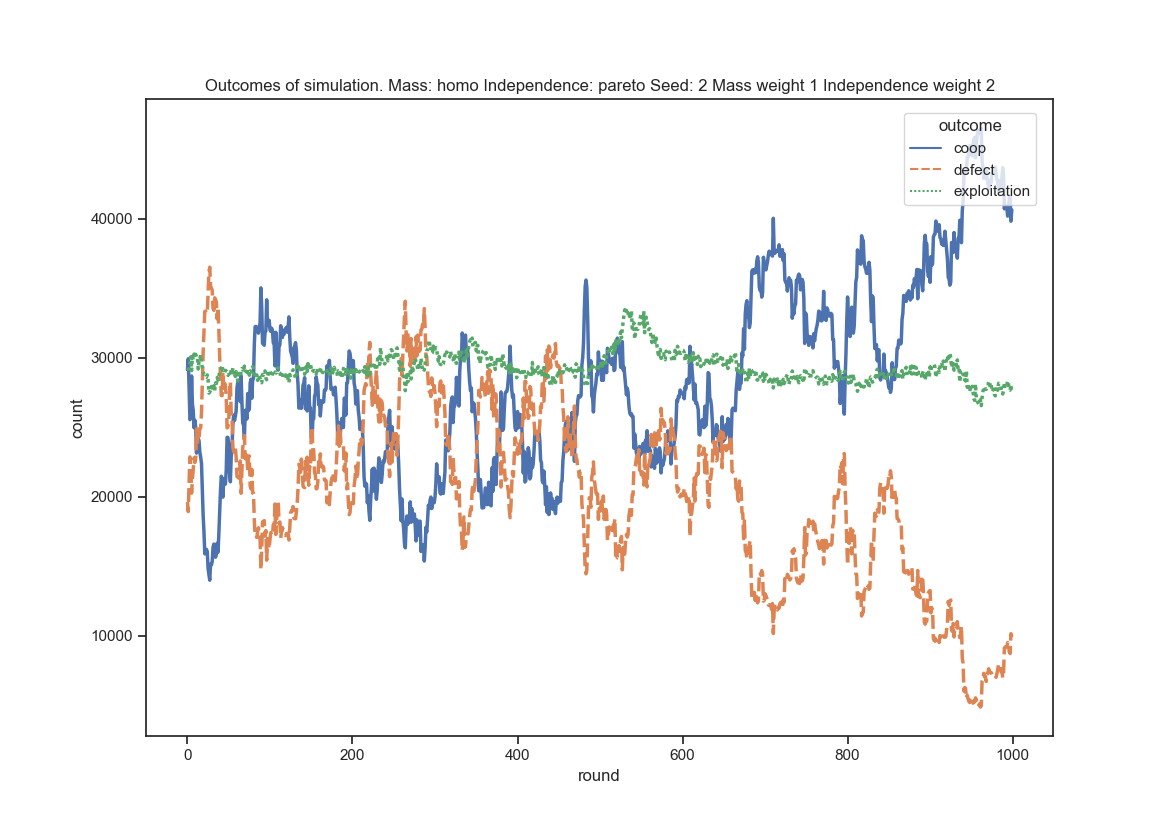 Outcomes of simulation. Mass: homo Independence: pareto Seed: 2 Mass weight 1 Independence weight 2
outcome
coop
defect
exploitation
40000
30000
20000
10000
count
0
200
400
600
800
1000
round